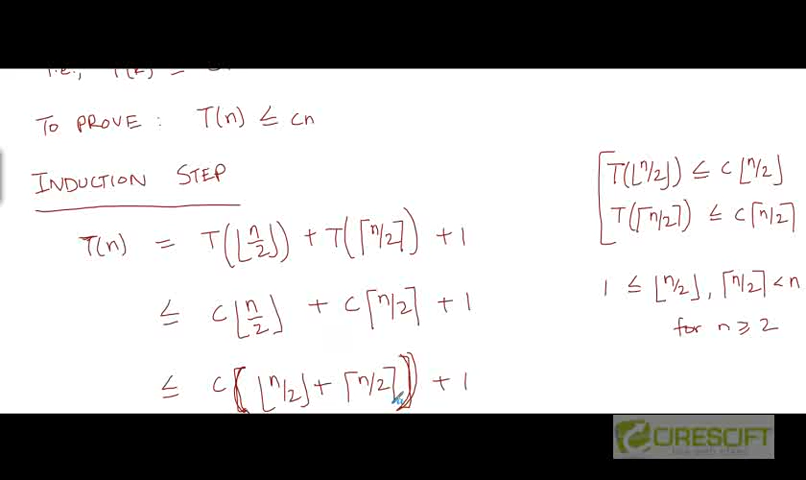 TO PROVE : T(n) ≤ cn
INDUCTION STEP
T(n) = T(⌊n/2⌋) + T(⌈n/2⌉) + 1
≤ C⌊n/2⌋ + C⌈n/2⌉ + 1
≤ C(⌊n/2⌋ + ⌈n/2⌉) + 1
T(⌊n/2⌋) ≤ C⌊n/2⌋
T(⌈n/2⌉) ≤ C⌈n/2⌉
1 ≤ ⌊n/2⌋, ⌈n/2⌉ < n
for n ≥ 2